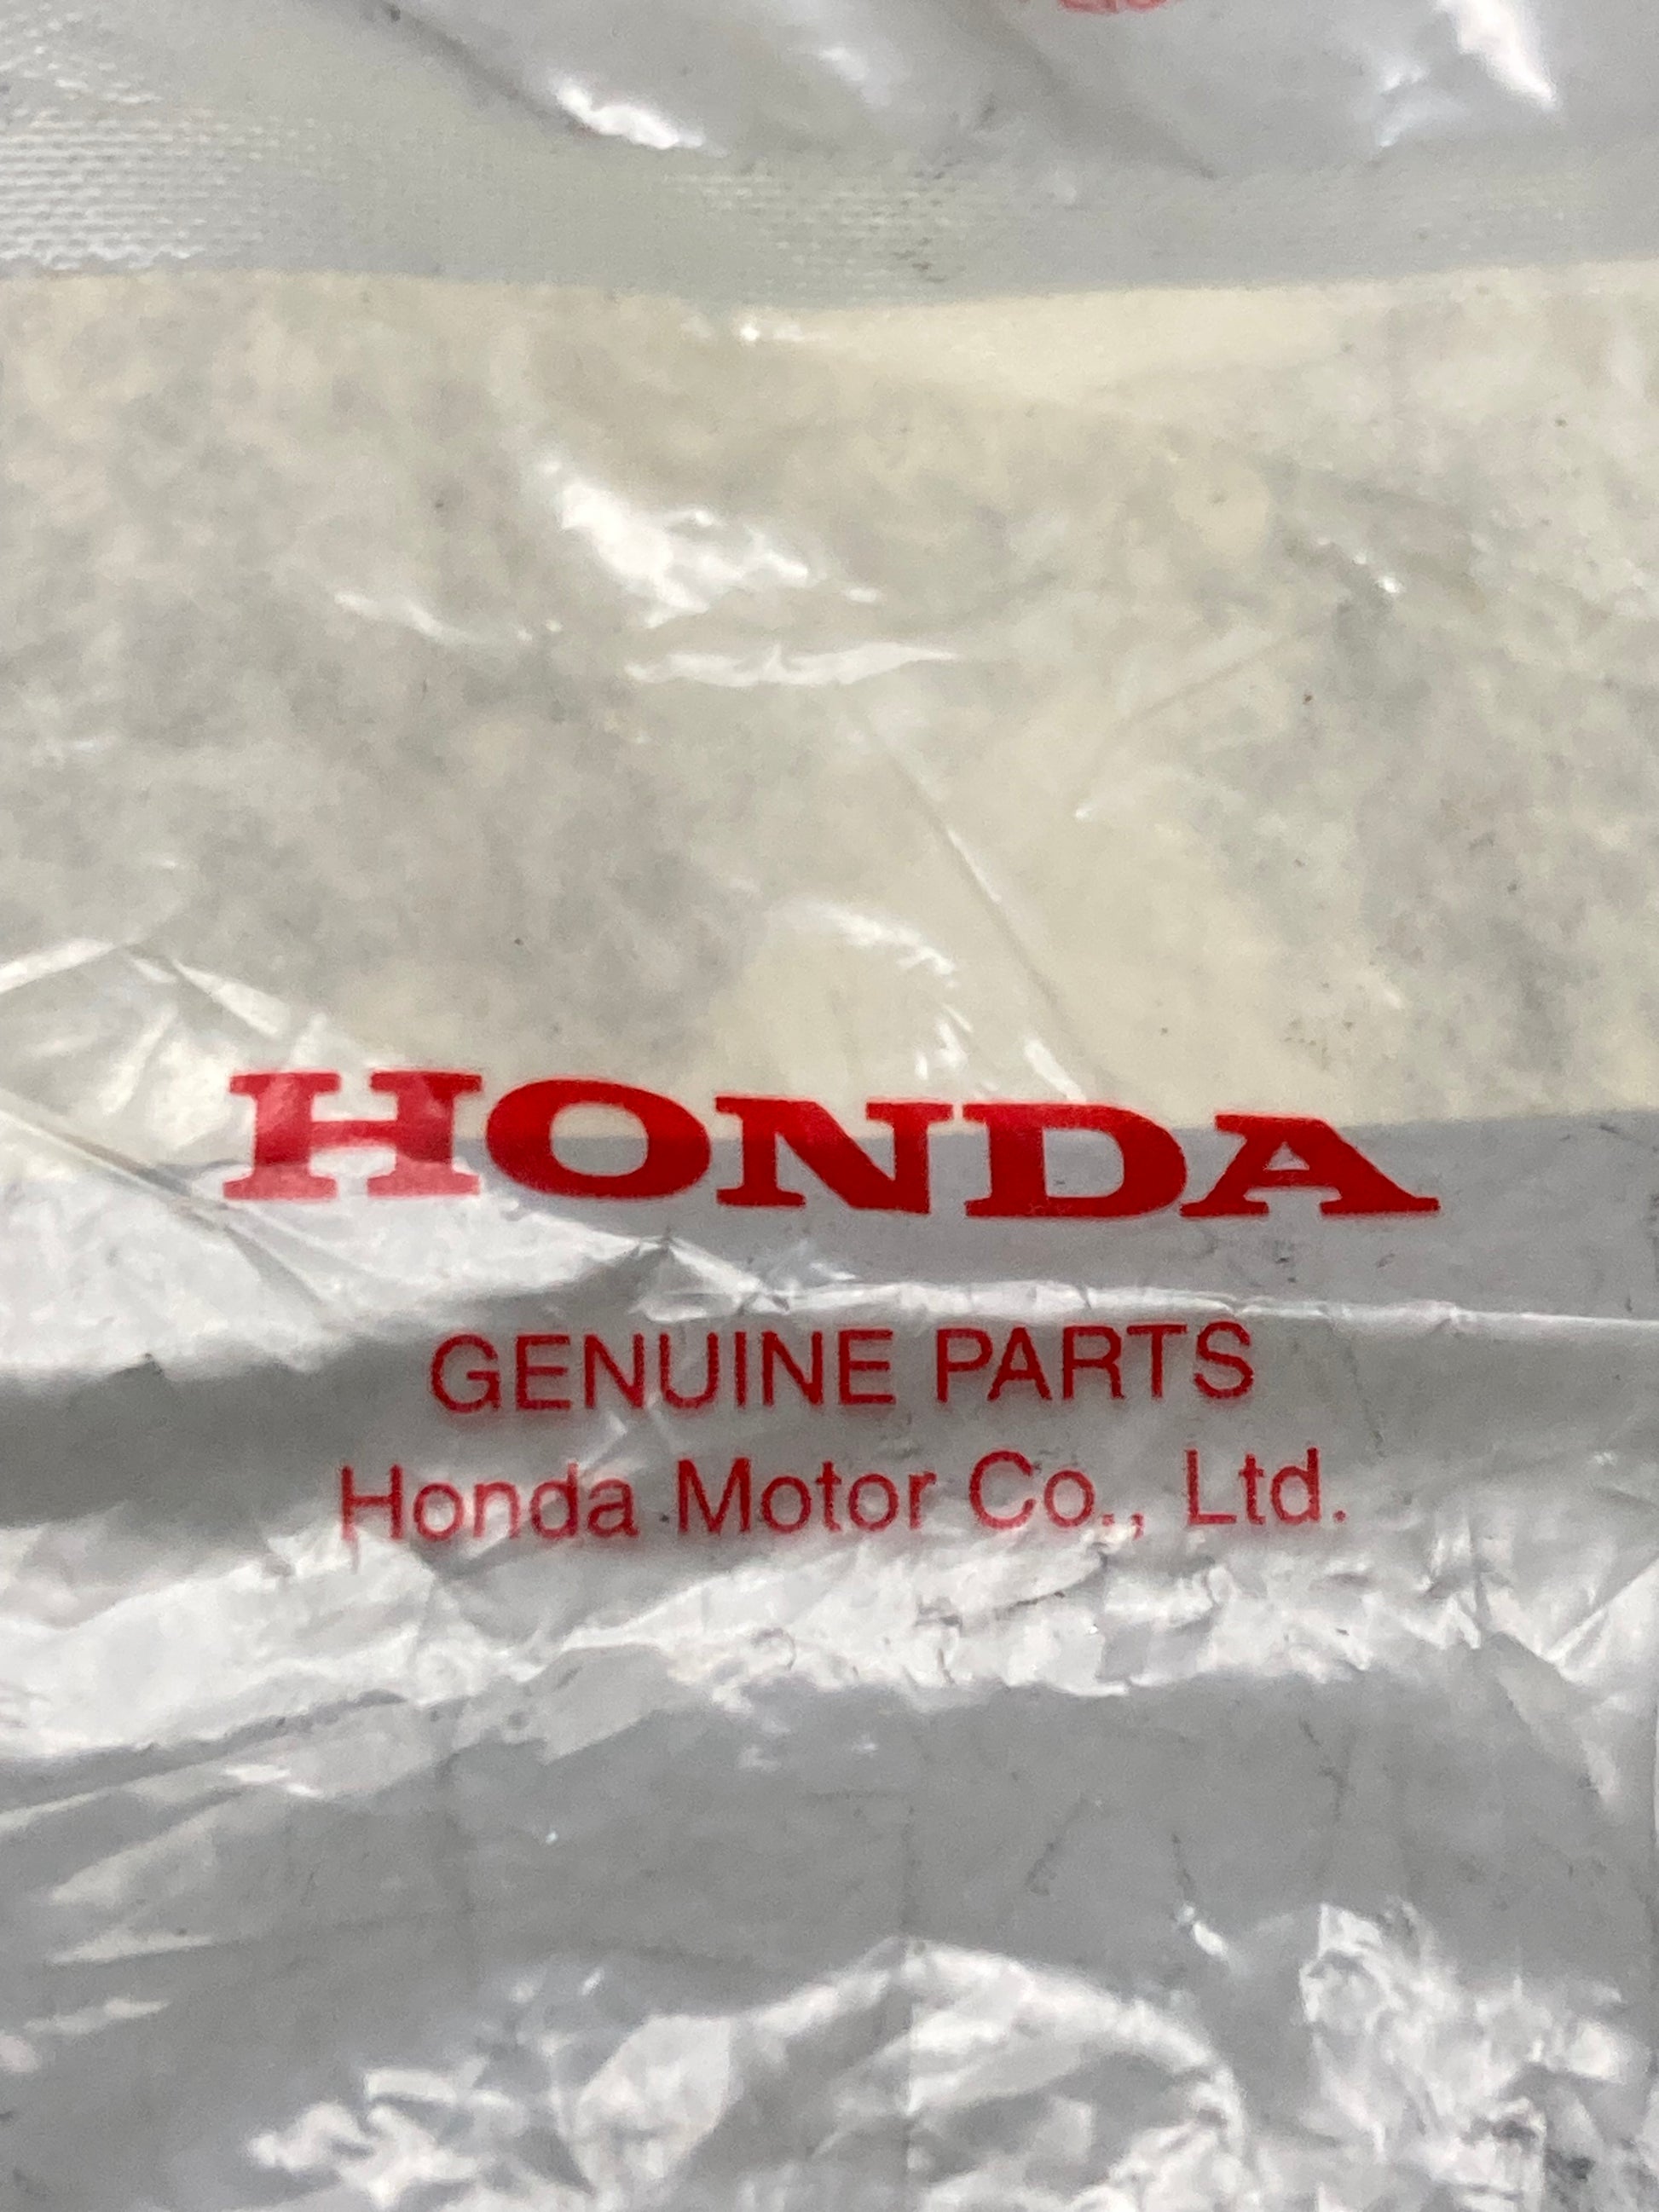 HONDA
GENUINE PARTS
Honda Motor Co., Ltd.